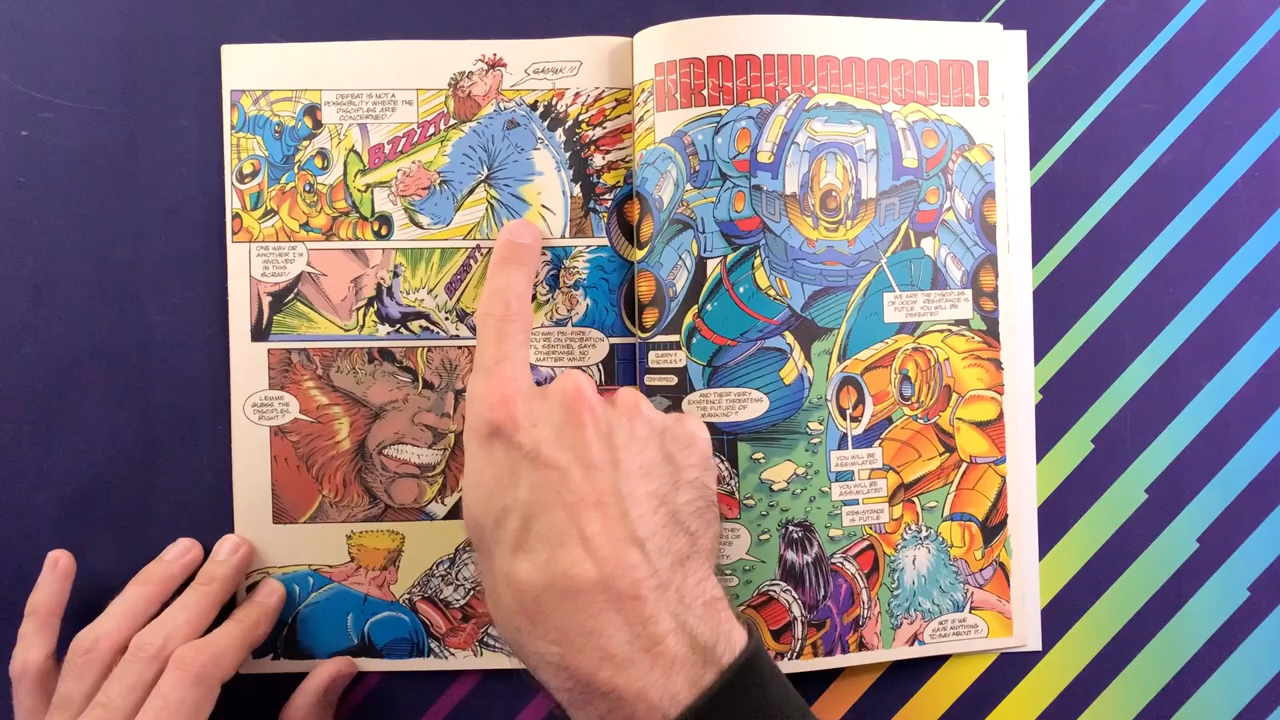 GAGHAK!!
DEFEAT IS NOT A
POSSIBILITY WHERE THE
DISCIPLES ARE
CONCERNED!
BZZZT!
ONE WAY OR
ANOTHER I'M
INVOLVED
IN THIS
SCRAP!
NO WAY, PSI-FIRE!
YOU'RE ON PROBATION
'TIL SENTINEL SAYS
OTHERWISE. NO
MATTER WHAT!
LEMME
GUESS. THE
DISCIPLES,
RIGHT?
KRRAKKOOOOOM!
WE ARE THE DISCIPLES
OF DOOM. RESISTANCE IS
FUTILE. YOU WILL BE
DEFEATED.
QUERY?
DISCIPLES?
CONFIRMED.
AND THEIR VERY
EXISTENCE THREATENS
THE FUTURE OF
MANKIND?
YOU WILL BE
ASSIMILATED
YOU WILL BE
ASSIMILATED
RESISTANCE
IS FUTILE
THEY
NOT IF WE
HAVE ANYTHING
TO SAY ABOUT IT!